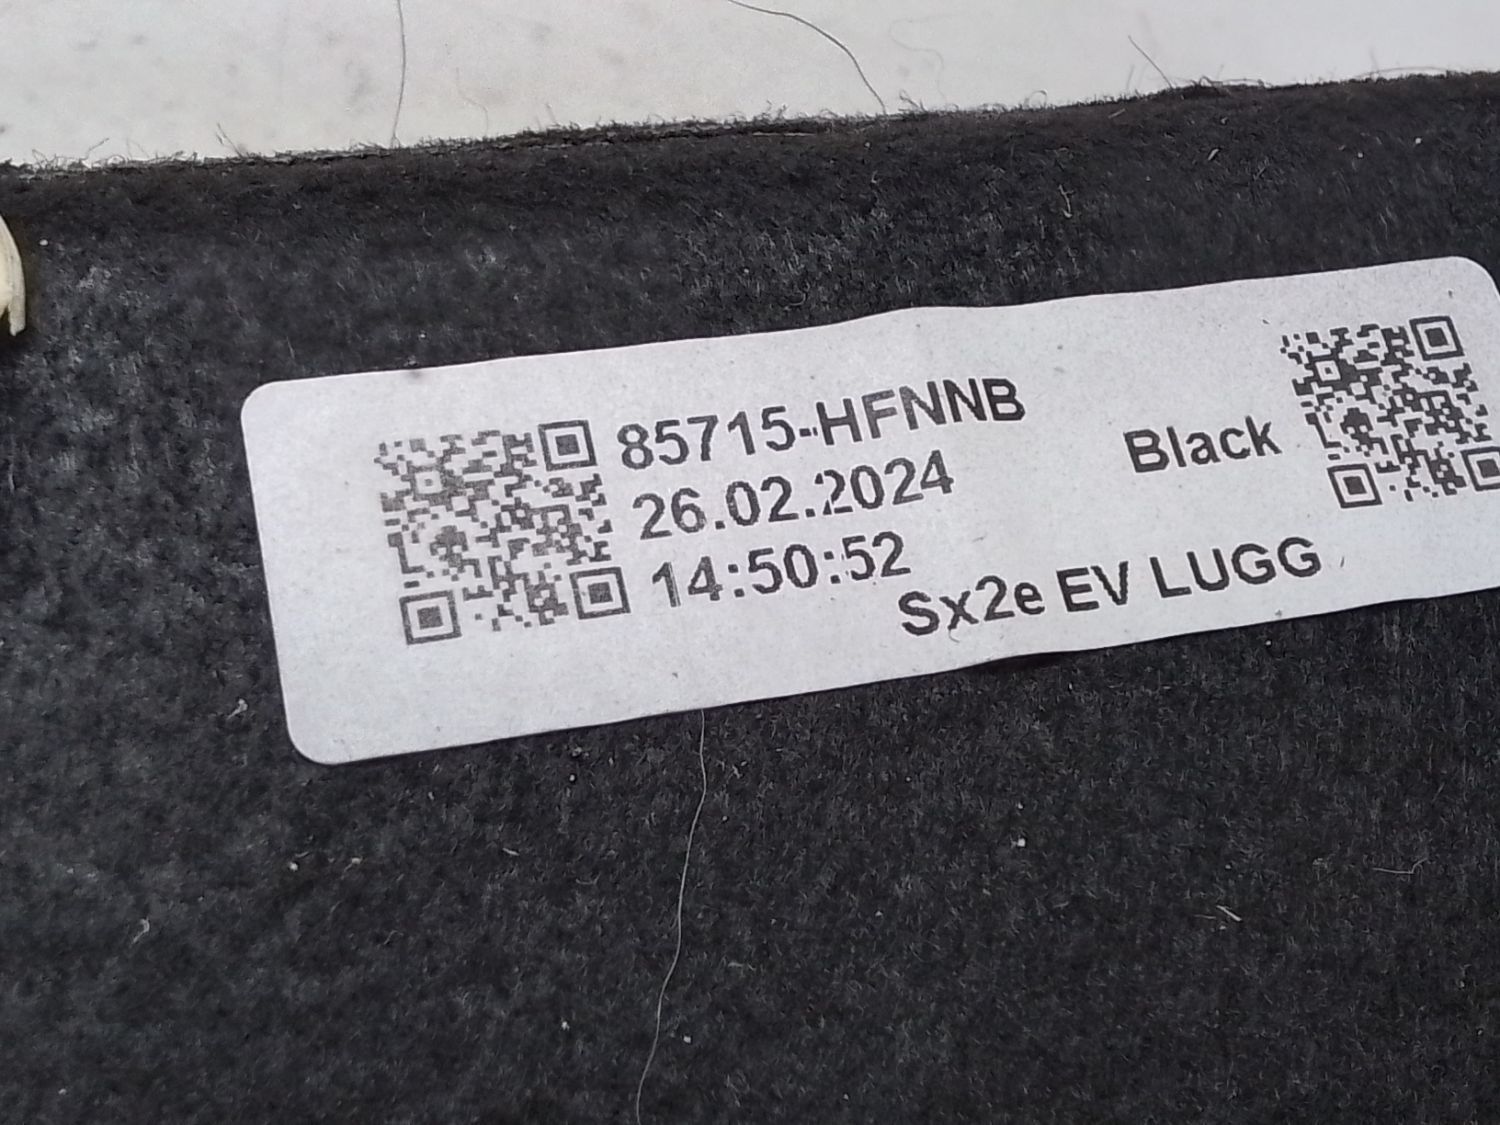 85715-HFNNB
26.02.2024
14:50:52
Black
Sx2e EV LUGG